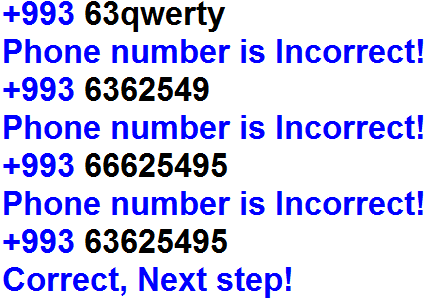 +993 63qwerty
Phone number is Incorrect!
+993 6362549
Phone number is Incorrect!
+993 66625495
Phone number is Incorrect!
+993 63625495
Correct, Next step!